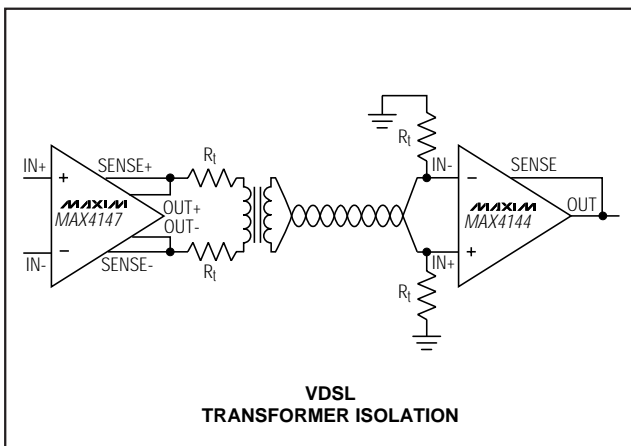 IN+
IN-
+
−
SENSE+
SENSE-
OUT+
OUT-
MAXIM
MAX4147
Rt
Rt
Rt
Rt
IN-
IN+
−
+
SENSE
OUT
MAXIM
MAX4144
VDSL
TRANSFORMER ISOLATION